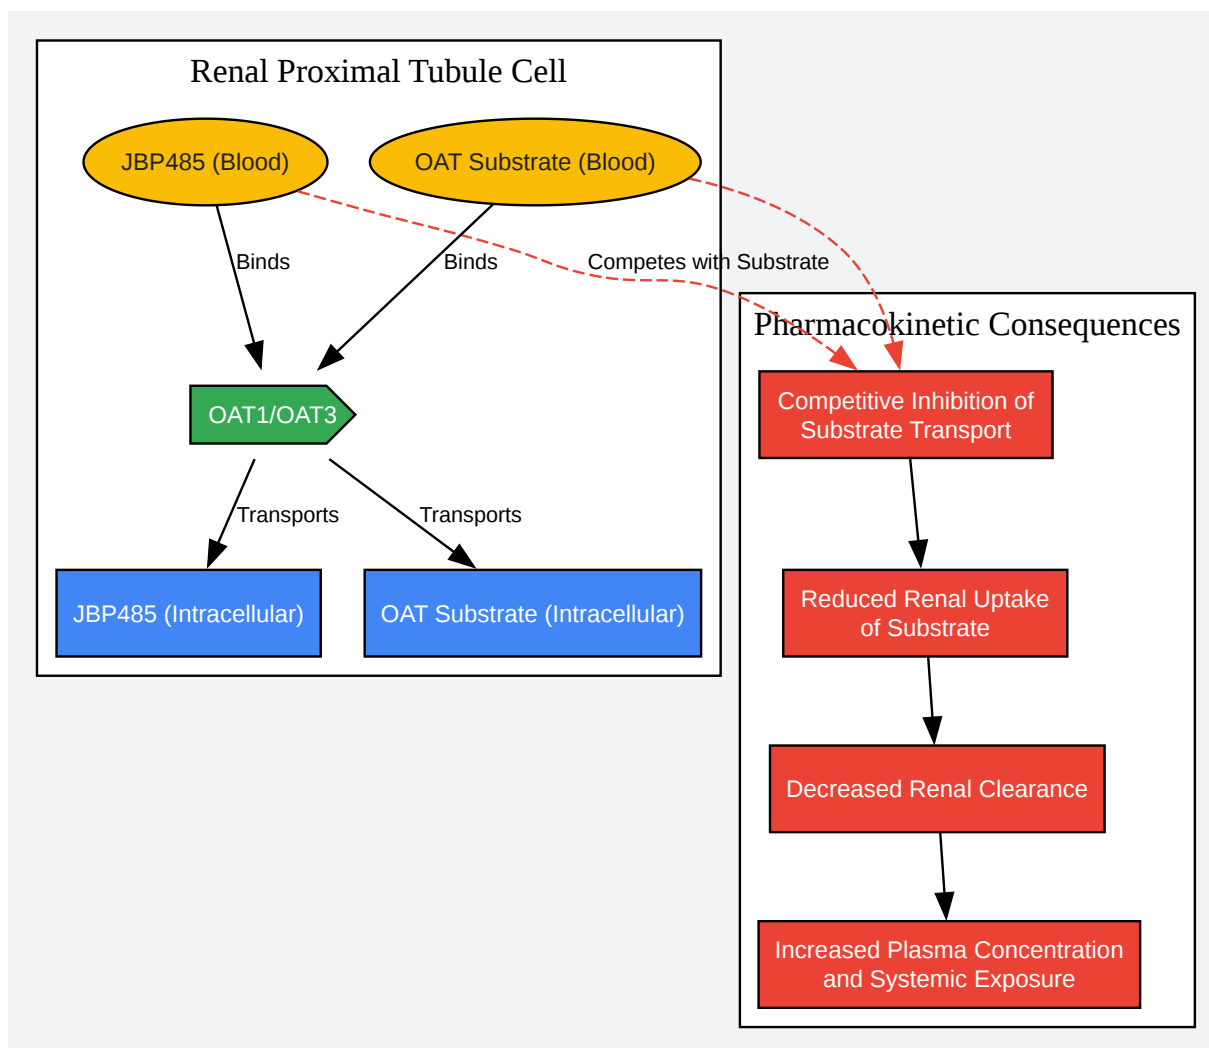 Renal Proximal Tubule Cell
JBP485 (Blood)
OAT Substrate (Blood)
Binds
Binds
Competes with Substrate
OAT1/OAT3
Transports
Transports
JBP485 (Intracellular)
OAT Substrate (Intracellular)
Pharmacokinetic Consequences
Competitive Inhibition of
Substrate Transport
Reduced Renal Uptake
of Substrate
Decreased Renal Clearance
Increased Plasma Concentration
and Systemic Exposure